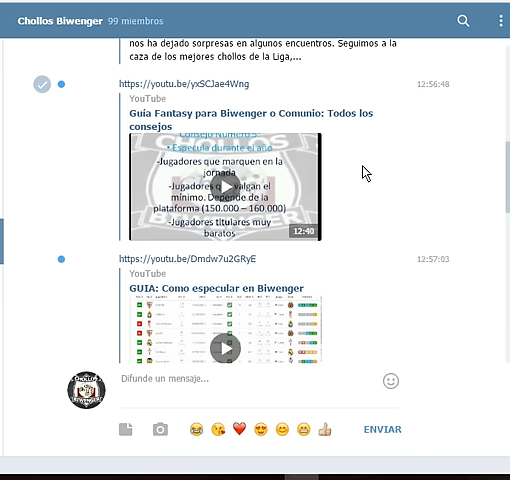 Chollos Biwenger 99 miembros
nos ha dejado sorpresas en algunos encuentros. Seguimos a la
caza de los mejores chollos de la Liga,...
https://youtu.be/yxSCJae4Wng 12:56:48
YouTube
Guía Fantasy para Biwenger o Comunio: Todos los
consejos
Consejo Número 5:
• Especula durante el año
-Jugadores que marquen en la
jornada
-Jugadores que valgan el
mínimo. Depende de la
plataforma (150.000 – 160.000)
-Jugadores titulares muy
baratos
12:40
https://youtu.be/Dmdw7u2GRyE 12:57:03
YouTube
GUIA: Como especular en Biwenger
Difunde un mensaje...
CHOLLOS
BIWENGER
ENVIAR